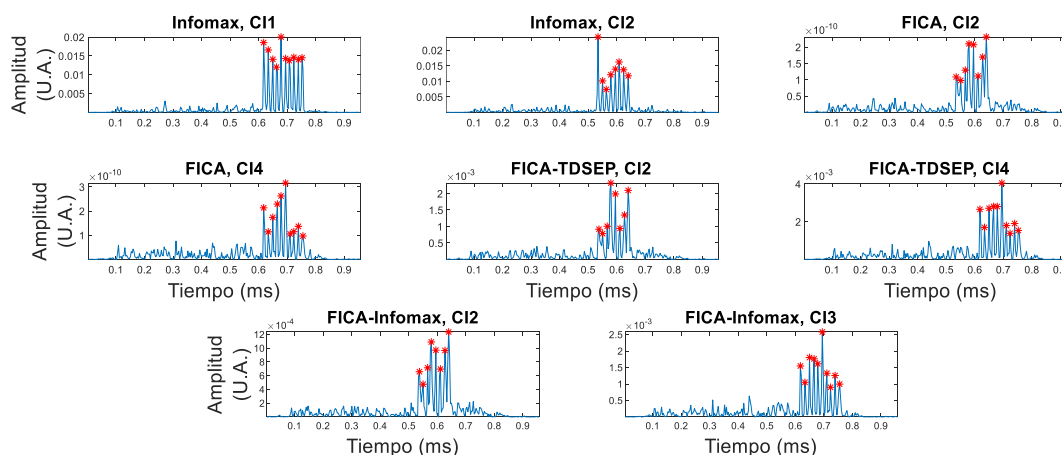 Infomax, CI1
Amplitud
(U.A.)
0.02
0.015
0.01
0.005
0.1 0.2 0.3 0.4 0.5 0.6 0.7 0.8 0.9
Infomax, CI2
0.02
0.015
0.01
0.005
0.1 0.2 0.3 0.4 0.5 0.6 0.7 0.8 0.9
FICA, CI2
×10⁻¹⁰
2
1.5
1
0.5
0.1 0.2 0.3 0.4 0.5 0.6 0.7 0.8 0.9
FICA, CI4
Amplitud
(U.A.)
×10⁻¹⁰
3
2
1
0.1 0.2 0.3 0.4 0.5 0.6 0.7 0.8 0.9
Tiempo (ms)
FICA-TDSEP, CI2
×10⁻³
2
1.5
1
0.5
0.1 0.2 0.3 0.4 0.5 0.6 0.7 0.8 0.9
Tiempo (ms)
FICA-TDSEP, CI4
×10⁻³
4
2
0.1 0.2 0.3 0.4 0.5 0.6 0.7 0.8 0.9
Tiempo (ms)
FICA-Infomax, CI2
Amplitud
(U.A.)
×10⁻⁴
12
10
8
6
4
2
0.1 0.2 0.3 0.4 0.5 0.6 0.7 0.8 0.9
Tiempo (ms)
FICA-Infomax, CI3
×10⁻³
2.5
2
1.5
1
0.5
0.1 0.2 0.3 0.4 0.5 0.6 0.7 0.8 0.9
Tiempo (ms)